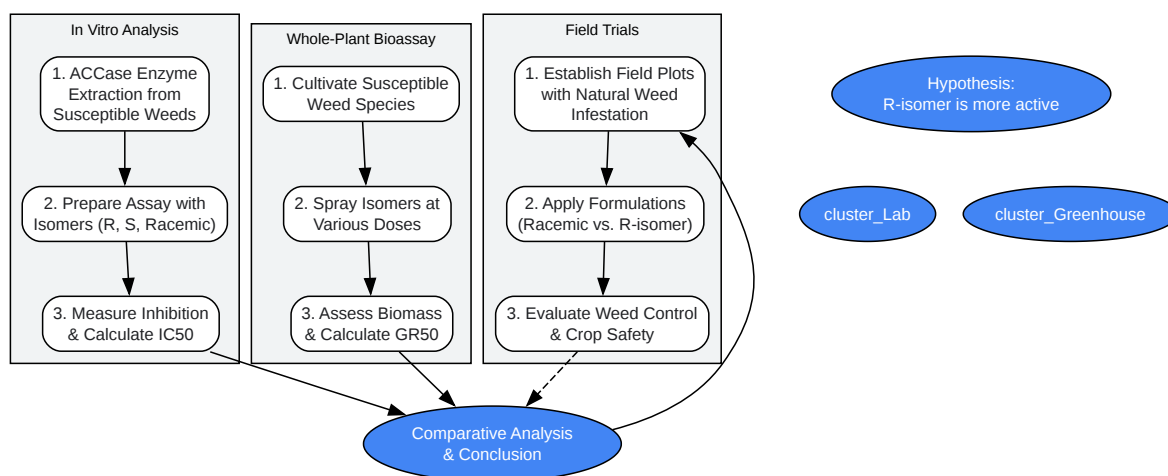 In Vitro Analysis
1. ACCase Enzyme
Extraction from
Susceptible Weeds
2. Prepare Assay with
Isomers (R, S, Racemic)
3. Measure Inhibition
& Calculate IC50
Whole-Plant Bioassay
1. Cultivate Susceptible
Weed Species
2. Spray Isomers at
Various Doses
3. Assess Biomass
& Calculate GR50
Field Trials
1. Establish Field Plots
with Natural Weed
Infestation
2. Apply Formulations
(Racemic vs. R-isomer)
3. Evaluate Weed Control
& Crop Safety
Comparative Analysis
& Conclusion
Hypothesis:
R-isomer is more active
cluster_Lab
cluster_Greenhouse